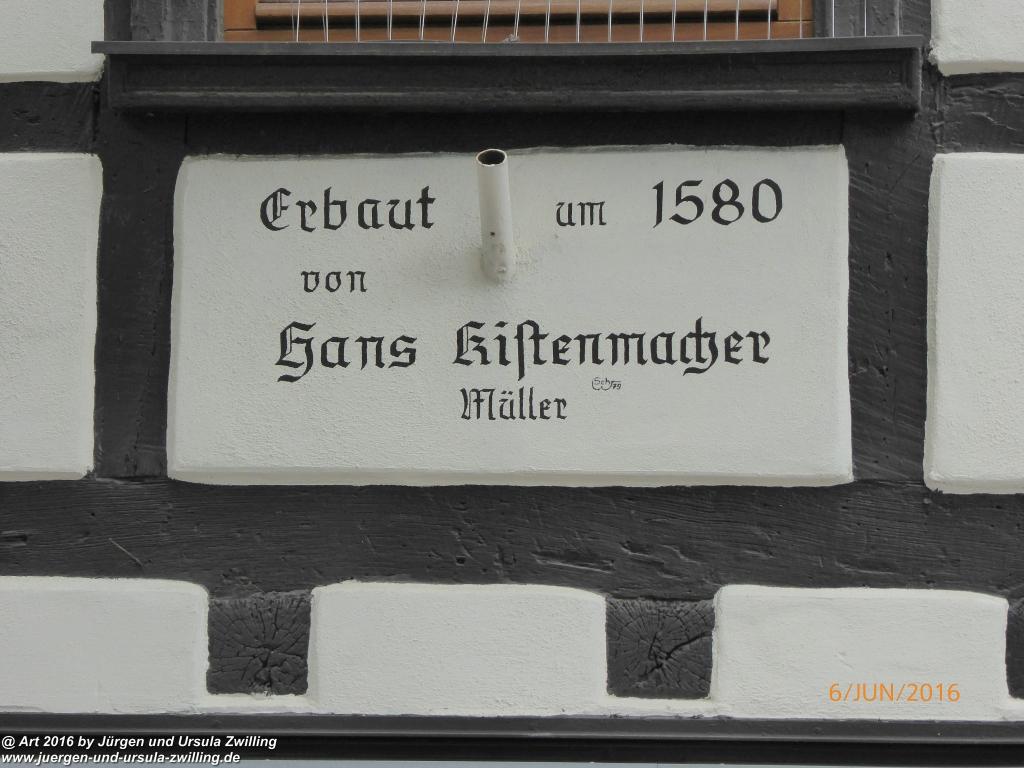 Erbaut um 1580
von
Hans Kistenmacher
Müller
6/JUN/2016
@ Art 2016 by Jürgen und Ursula Zwilling
www.juergen-und-ursula-zwilling.de